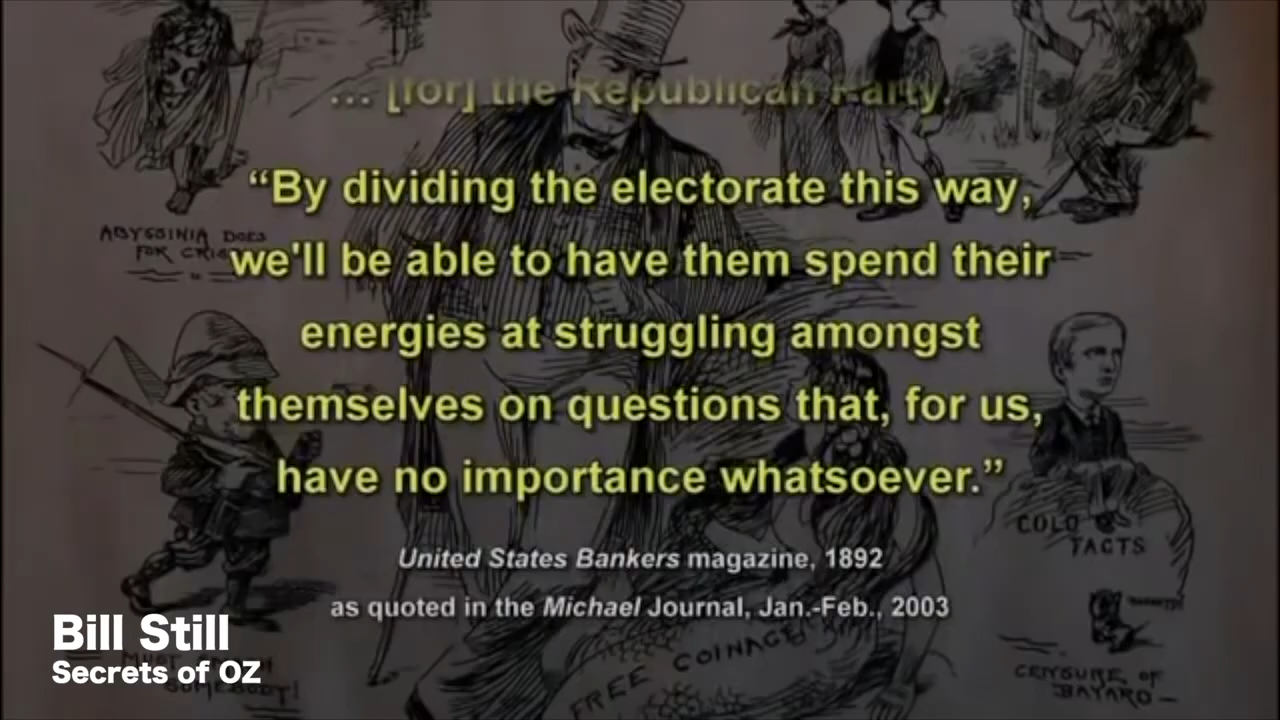 … [for] the Republican Party.
“By dividing the electorate this way,
we'll be able to have them spend their
energies at struggling amongst
themselves on questions that, for us,
have no importance whatsoever.”
United States Bankers magazine, 1892
as quoted in the Michael Journal, Jan.-Feb., 2003
Bill Still
Secrets of OZ
ABYSSINIA DOES
FOR
COLD
FACTS
SOMEBODY!
FREE COINAGE
CENSURE OF
BAYARD